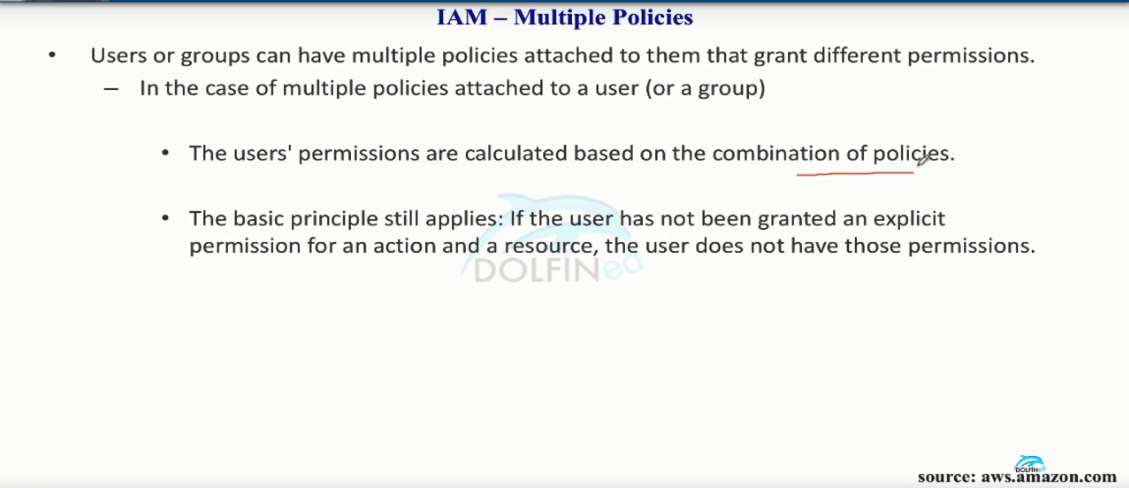 IAM – Multiple Policies
• Users or groups can have multiple policies attached to them that grant different permissions.
– In the case of multiple policies attached to a user (or a group)
• The users' permissions are calculated based on the combination of policies.
• The basic principle still applies: If the user has not been granted an explicit
permission for an action and a resource, the user does not have those permissions.
DOLFINed
DOLFINed
source: aws.amazon.com